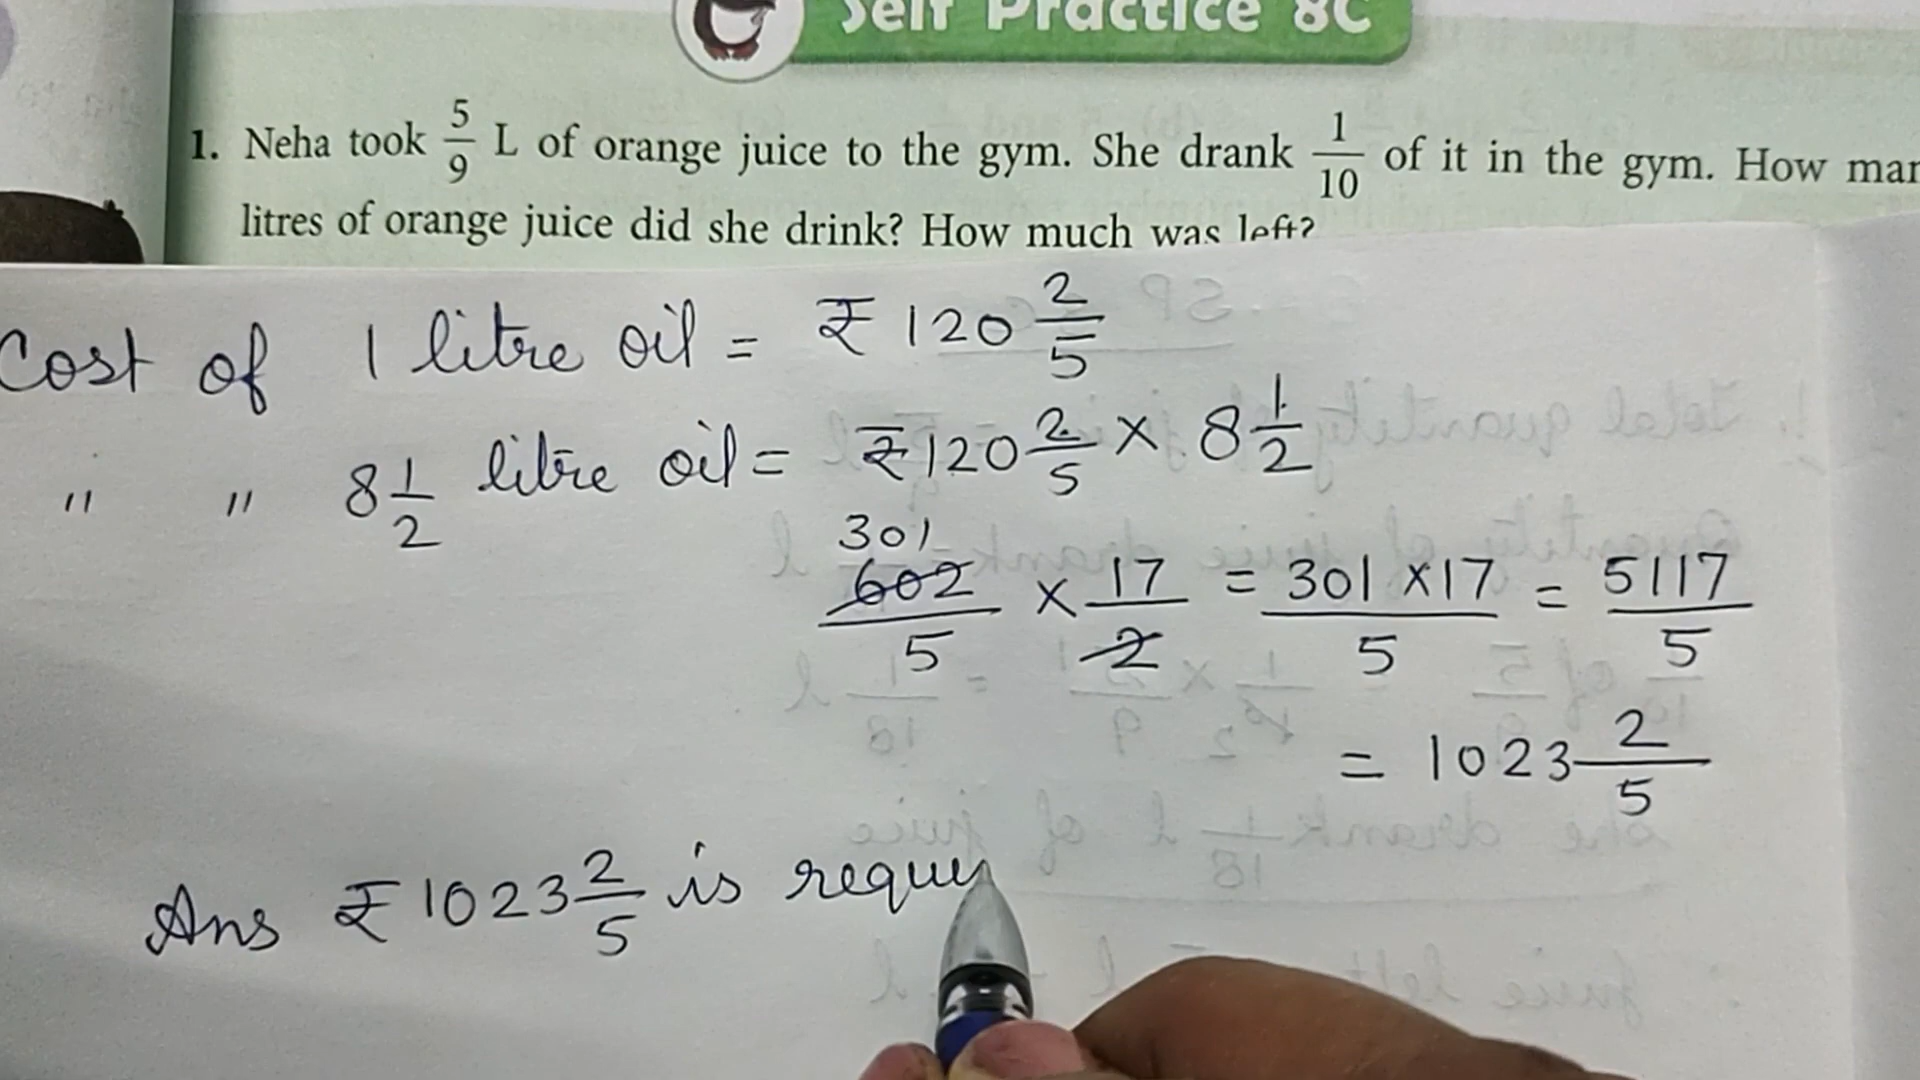 Self Practice 8C
1. Neha took 5/9 L of orange juice to the gym. She drank 1/10 of it in the gym. How
litres of orange juice did she drink? How much was left?
Cost of 1 litre oil = ₹ 120 2/5
" " 8 1/2 litre oil = ₹ 120 2/5 × 8 1/2
301
602/5 × 17/2 = 301 × 17/5 = 5117/5
= 1023 2/5
Ans ₹ 1023 2/5 is requi